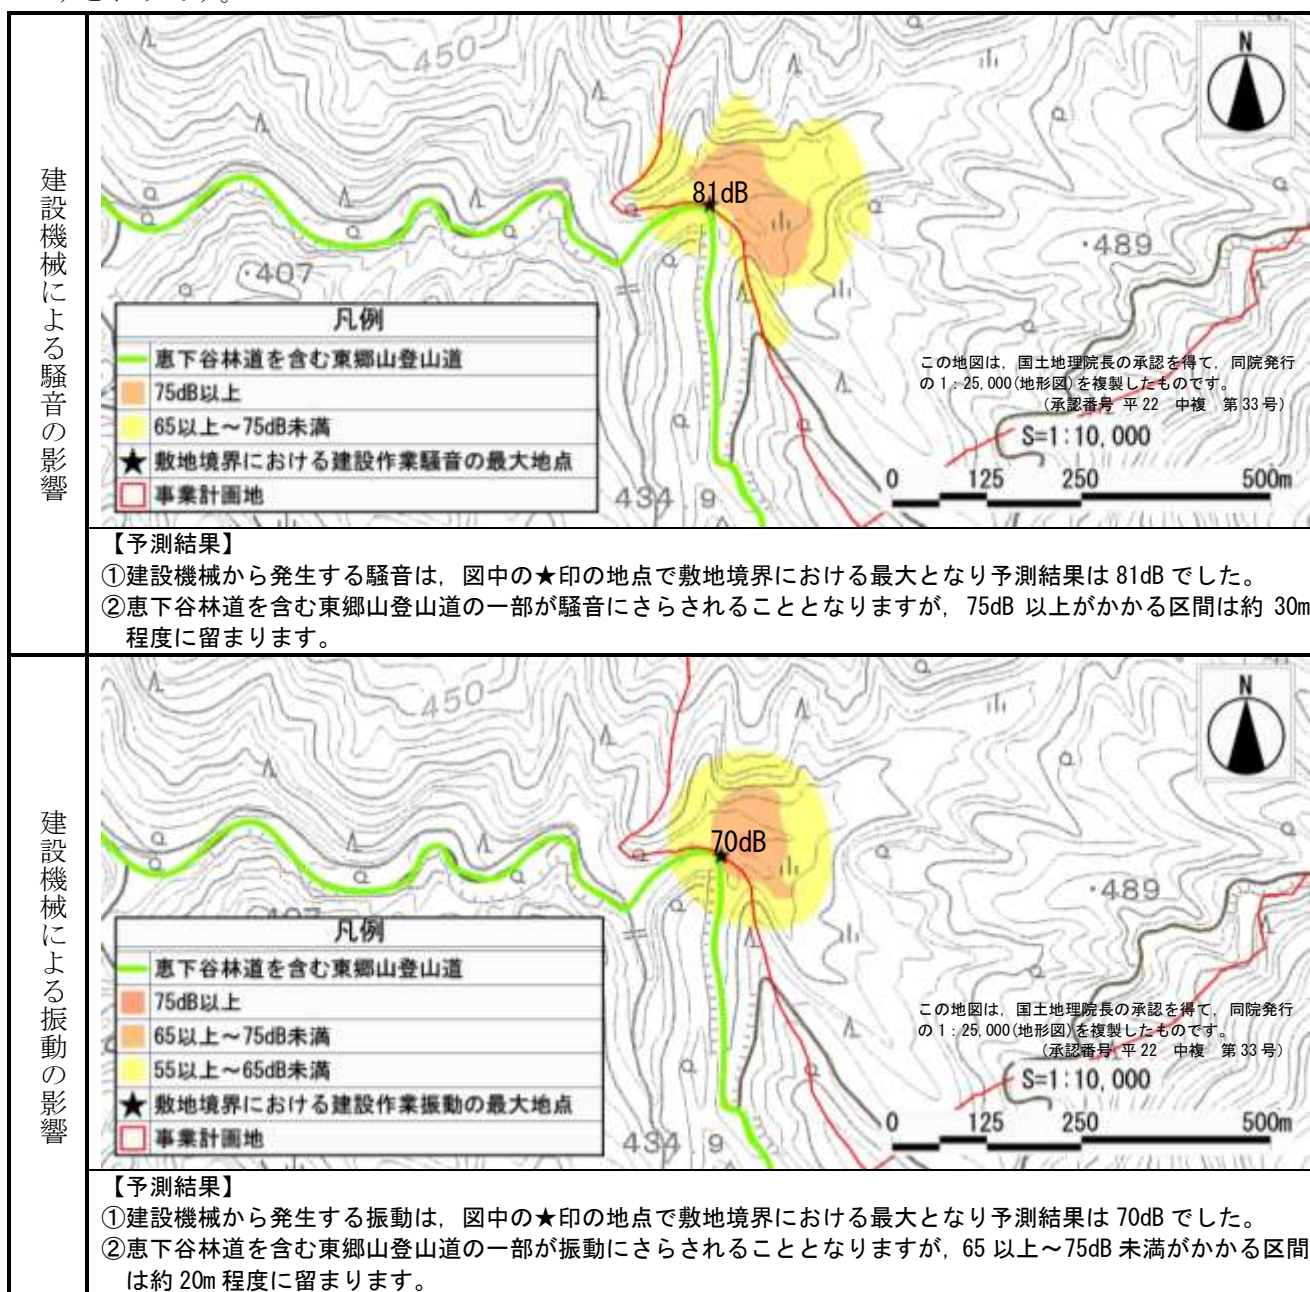 建設機械による騒音の影響
450
N
81dB
・489
・407
凡例
恵下谷林道を含む東郷山登山道
75dB以上
65以上～75dB未満
敷地境界における建設作業騒音の最大地点
事業計画地
この地図は，国土地理院長の承認を得て，同院発行
の1：25,000(地形図)を複製したものです。
（承認番号 平22 中複 第33号）
S=1:10,000
0 125 250 500m
434.9
【予測結果】
①建設機械から発生する騒音は，図中の★印の地点で敷地境界における最大となり予測結果は 81dB でした。
②恵下谷林道を含む東郷山登山道の一部が騒音にさらされることとなりますが，75dB 以上がかかる区間は約 30m
程度に留まります。
建設機械による振動の影響
450
N
70dB
・489
凡例
恵下谷林道を含む東郷山登山道
75dB以上
65以上～75dB未満
55以上～65dB未満
敷地境界における建設作業振動の最大地点
事業計画地
この地図は，国土地理院長の承認を得て，同院発行
の1：25,000(地形図)を複製したものです。
（承認番号 平22 中複 第33号）
S=1:10,000
0 125 250 500m
434.9
【予測結果】
①建設機械から発生する振動は，図中の★印の地点で敷地境界における最大となり予測結果は 70dB でした。
②恵下谷林道を含む東郷山登山道の一部が振動にさらされることとなりますが，65 以上～75dB 未満がかかる区間
は約 20m 程度に留まります。